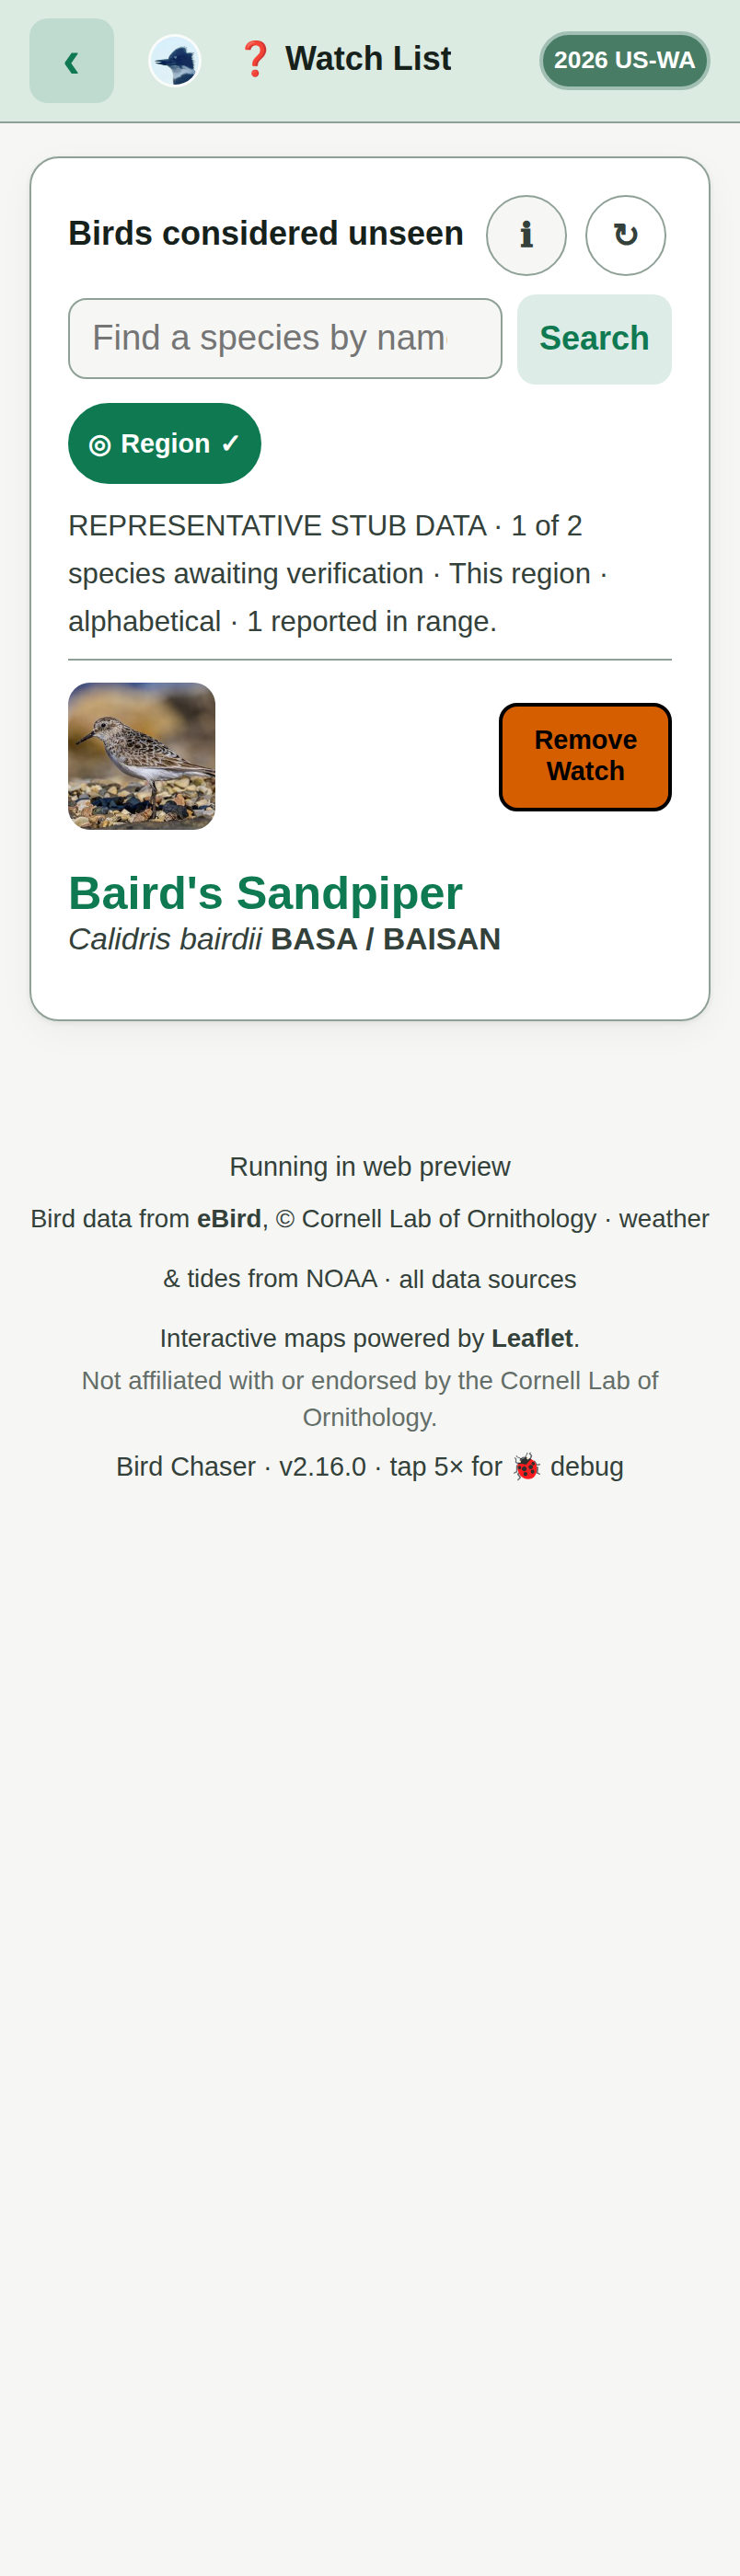 ‹ ❓ Watch List 2026 US-WA
Birds considered unseen ℹ ↻
Find a species by nam
Search
◎ Region ✓
REPRESENTATIVE STUB DATA · 1 of 2
species awaiting verification · This region ·
alphabetical · 1 reported in range.
Remove
Watch
Baird's Sandpiper
Calidris bairdii BASA / BAISAN
Running in web preview
Bird data from eBird, © Cornell Lab of Ornithology · weather
& tides from NOAA · all data sources
Interactive maps powered by Leaflet.
Not affiliated with or endorsed by the Cornell Lab of
Ornithology.
Bird Chaser · v2.16.0 · tap 5× for 🐞 debug